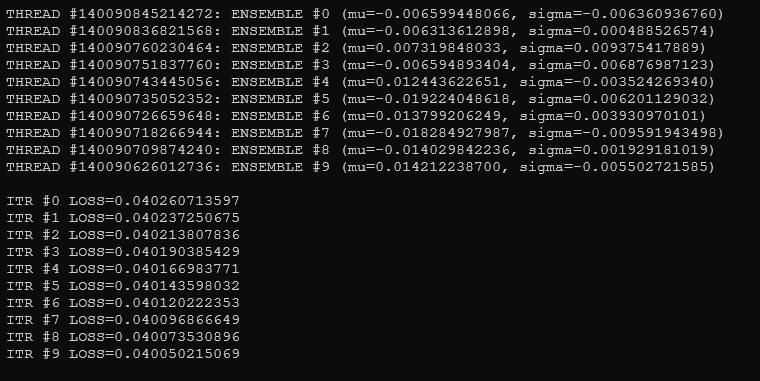 THREAD #140090845214272: ENSEMBLE #0 (mu=-0.006599448066, sigma=-0.006360936760)
THREAD #140090836821568: ENSEMBLE #1 (mu=-0.006313612898, sigma=0.000488526574)
THREAD #140090760230464: ENSEMBLE #2 (mu=0.007319848033, sigma=0.009375417889)
THREAD #140090751837760: ENSEMBLE #3 (mu=-0.006594893404, sigma=0.006876987123)
THREAD #140090743445056: ENSEMBLE #4 (mu=0.012443622651, sigma=-0.003524269340)
THREAD #140090735052352: ENSEMBLE #5 (mu=-0.019224048618, sigma=0.006201129032)
THREAD #140090726659648: ENSEMBLE #6 (mu=0.013799206249, sigma=0.003930970101)
THREAD #140090718266944: ENSEMBLE #7 (mu=-0.018284927987, sigma=-0.009591943498)
THREAD #140090709874240: ENSEMBLE #8 (mu=-0.014029842236, sigma=0.001929181019)
THREAD #140090626012736: ENSEMBLE #9 (mu=0.014212238700, sigma=-0.005502721585)
ITR #0 LOSS=0.040260713597
ITR #1 LOSS=0.040237250675
ITR #2 LOSS=0.040213807836
ITR #3 LOSS=0.040190385429
ITR #4 LOSS=0.040166983771
ITR #5 LOSS=0.040143598032
ITR #6 LOSS=0.040120222353
ITR #7 LOSS=0.040096866649
ITR #8 LOSS=0.040073530896
ITR #9 LOSS=0.040050215069